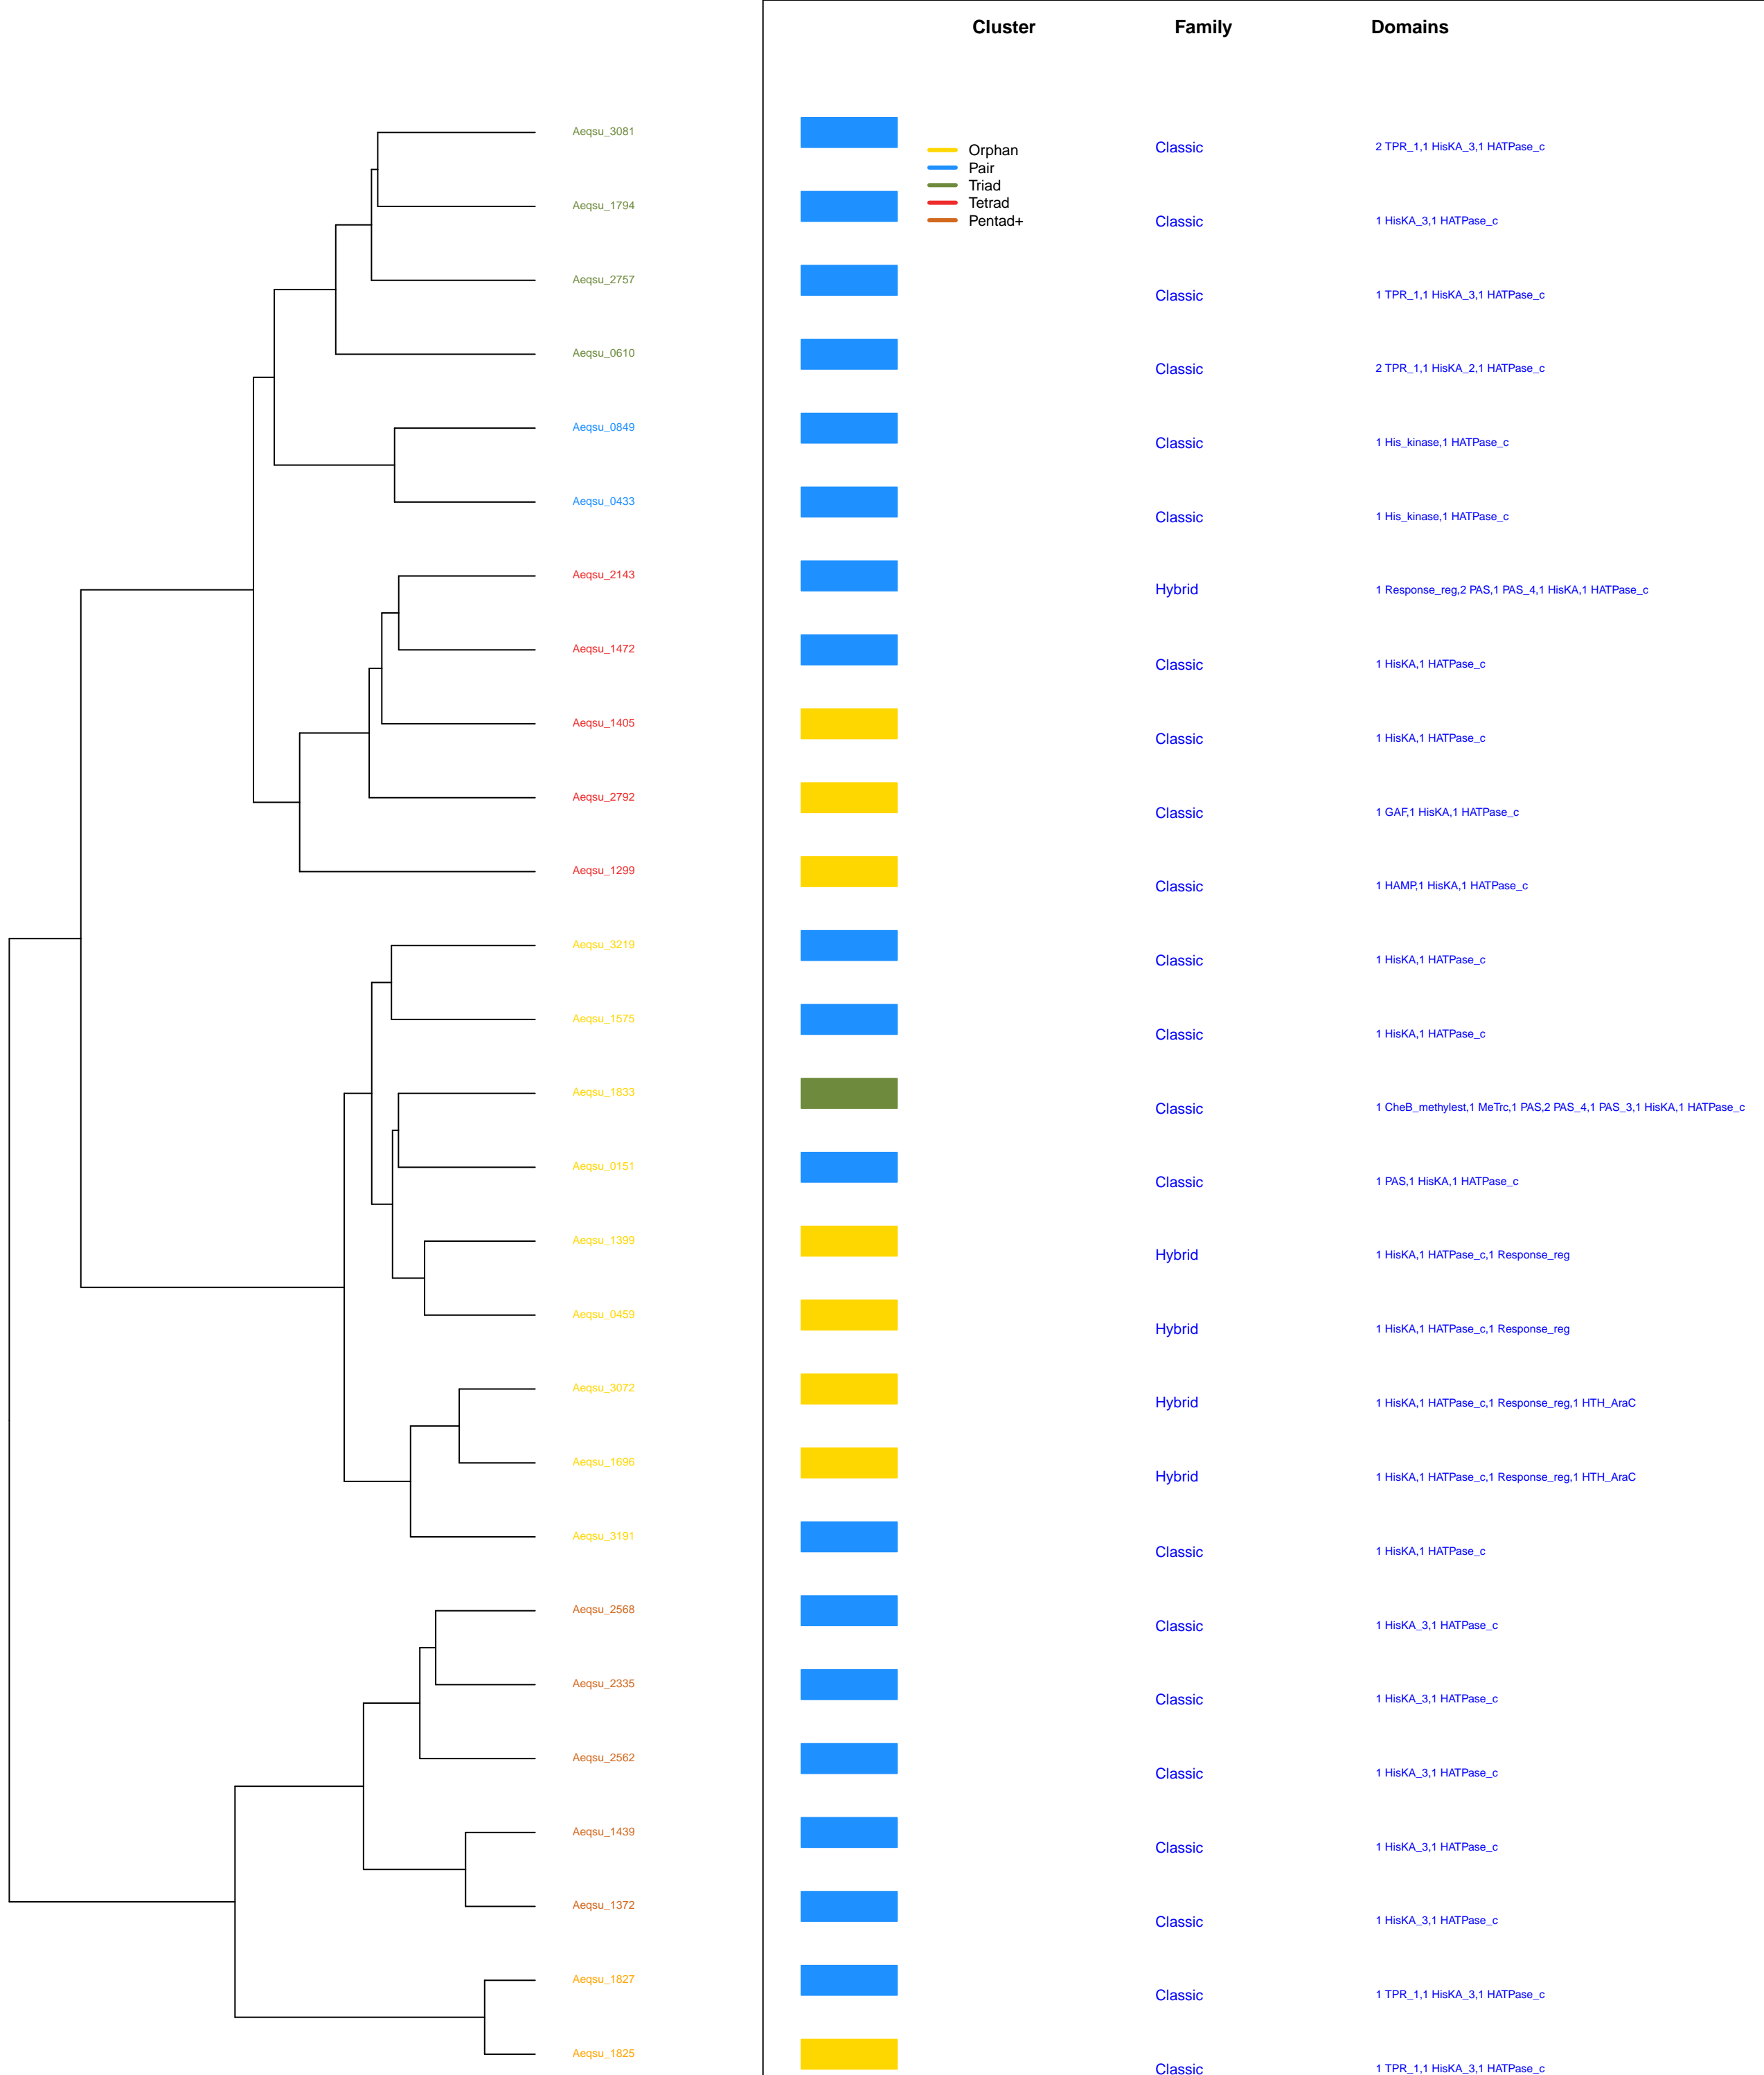 Cluster Family Domains
Aeqsu_3081 Classic 2 TPR_1,1 HisKA_3,1 HATPase_c
Orphan
Pair
Triad
Tetrad
Pentad+
Aeqsu_1794 Classic 1 HisKA_3,1 HATPase_c
Aeqsu_2757 Classic 1 TPR_1,1 HisKA_3,1 HATPase_c
Aeqsu_0610 Classic 2 TPR_1,1 HisKA_2,1 HATPase_c
Aeqsu_0849 Classic 1 His_kinase,1 HATPase_c
Aeqsu_0433 Classic 1 His_kinase,1 HATPase_c
Aeqsu_2143 Hybrid 1 Response_reg,2 PAS,1 PAS_4,1 HisKA,1 HATPase_c
Aeqsu_1472 Classic 1 HisKA,1 HATPase_c
Aeqsu_1405 Classic 1 HisKA,1 HATPase_c
Aeqsu_2792 Classic 1 GAF,1 HisKA,1 HATPase_c
Aeqsu_1299 Classic 1 HAMP,1 HisKA,1 HATPase_c
Aeqsu_3219 Classic 1 HisKA,1 HATPase_c
Aeqsu_1575 Classic 1 HisKA,1 HATPase_c
Aeqsu_1833 Classic 1 CheB_methylest,1 MeTrc,1 PAS,2 PAS_4,1 PAS_3,1 HisKA,1 HATPase_c
Aeqsu_0151 Classic 1 PAS,1 HisKA,1 HATPase_c
Aeqsu_1399 Hybrid 1 HisKA,1 HATPase_c,1 Response_reg
Aeqsu_0459 Hybrid 1 HisKA,1 HATPase_c,1 Response_reg
Aeqsu_3072 Hybrid 1 HisKA,1 HATPase_c,1 Response_reg,1 HTH_AraC
Aeqsu_1696 Hybrid 1 HisKA,1 HATPase_c,1 Response_reg,1 HTH_AraC
Aeqsu_3191 Classic 1 HisKA,1 HATPase_c
Aeqsu_2568 Classic 1 HisKA_3,1 HATPase_c
Aeqsu_2335 Classic 1 HisKA_3,1 HATPase_c
Aeqsu_2562 Classic 1 HisKA_3,1 HATPase_c
Aeqsu_1439 Classic 1 HisKA_3,1 HATPase_c
Aeqsu_1372 Classic 1 HisKA_3,1 HATPase_c
Aeqsu_1827 Classic 1 TPR_1,1 HisKA_3,1 HATPase_c
Aeqsu_1825 Classic 1 TPR_1,1 HisKA_3,1 HATPase_c